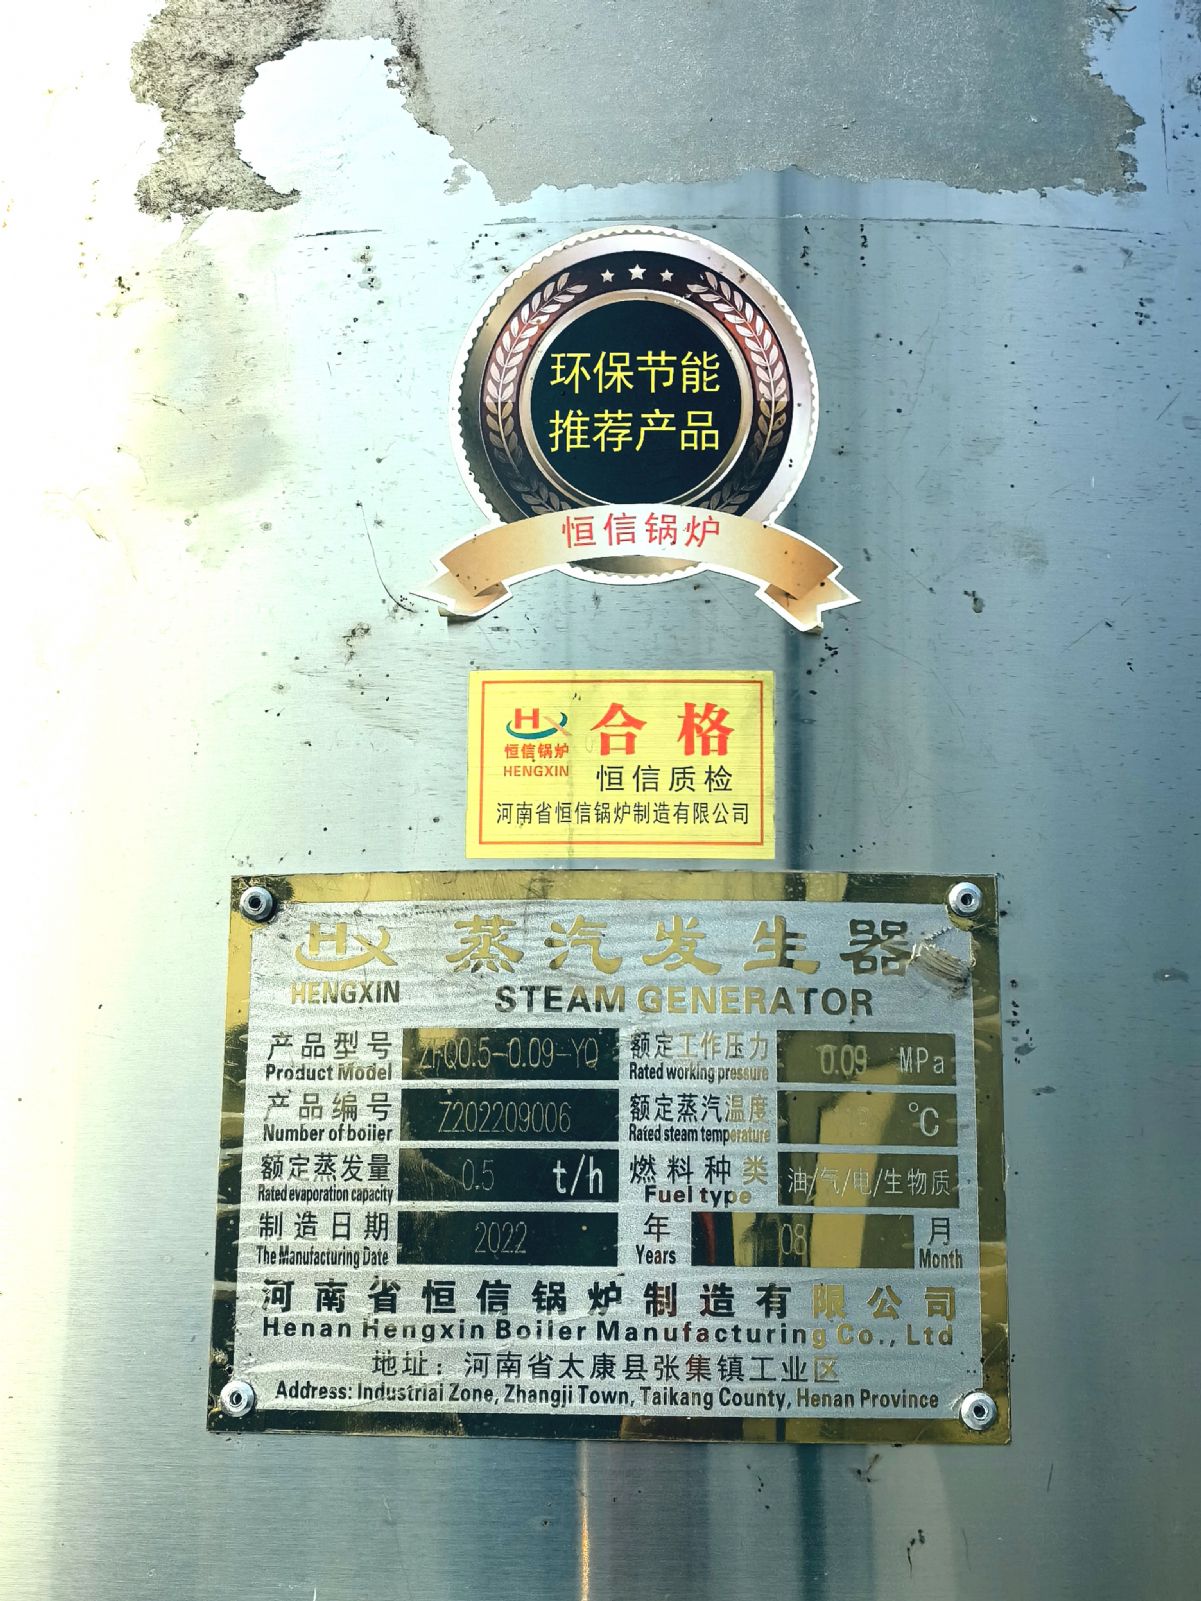 环保节能
推荐产品
恒信锅炉
HX 合格
恒信锅炉
HENGXIN 恒信质检
河南省恒信锅炉制造有限公司
HX 蒸汽发生器
HENGXIN STEAM GENERATOR
产品型号 ZFQ0.5-0.09-YQ 额定工作压力 0.09 MPa
Product Model Rated working pressure
产品编号 Z202209006 额定蒸汽温度 ℃
Number of boiler Rated steam temperature
额定蒸发量 0.5 t/h 燃料种类 油/气/电/生物质
Rated evaporation capacity Fuel type
制造日期 2022 年 08 月
The Manufacturing Date Years Month
河南省恒信锅炉制造有限公司
Henan Hengxin Boiler Manufacturing Co., Ltd
地址：河南省太康县张集镇工业区
Address: Industrial Zone, Zhangji Town, Taikang County, Henan Province